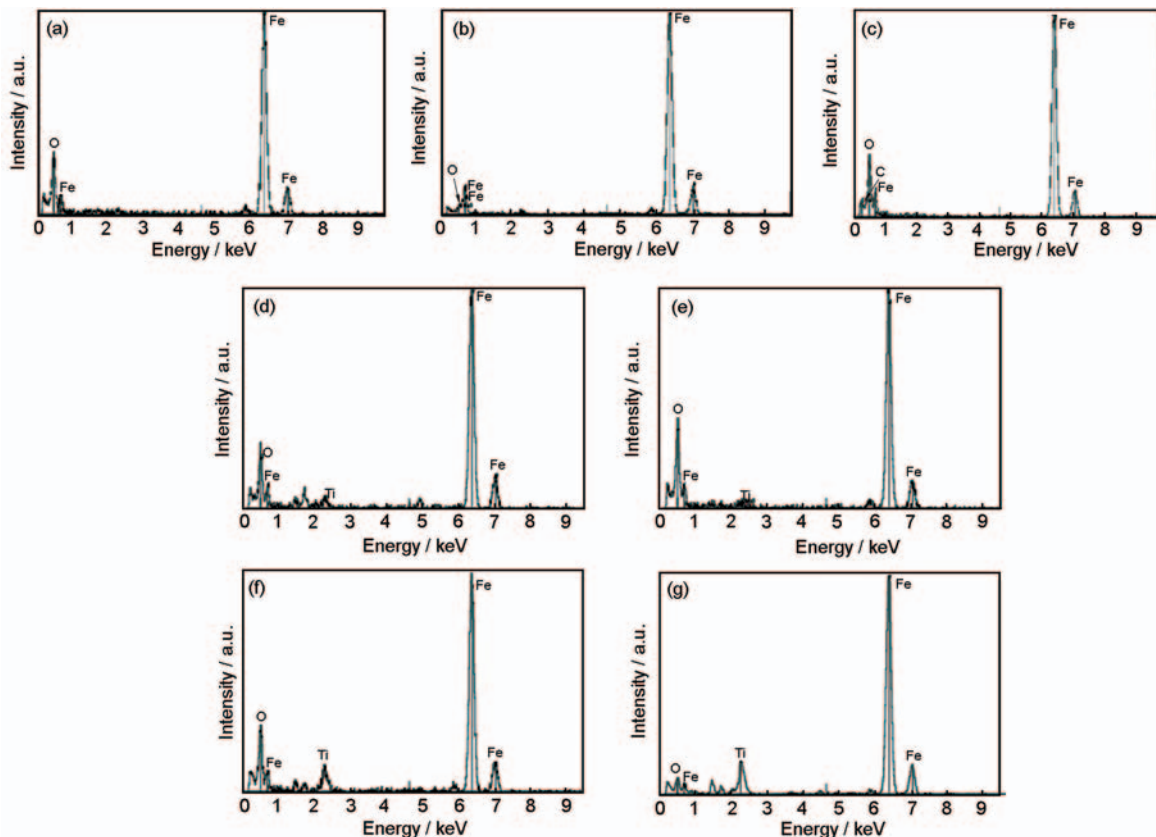 (a)
Fe
O
Fe
Fe
Intensity / a.u.
0 1 2 3 4 5 6 7 8 9
Energy / keV
(b)
Fe
O
Fe
Fe
Fe
Intensity / a.u.
0 1 2 3 4 5 6 7 8 9
Energy / keV
(c)
Fe
O
C
Fe
Fe
Intensity / a.u.
0 1 2 3 4 5 6 7 8 9
Energy / keV
(d)
Fe
O
Fe
Ti
Fe
Intensity / a.u.
0 1 2 3 4 5 6 7 8 9
Energy / keV
(e)
Fe
O
Fe
Ti
Fe
Intensity / a.u.
0 1 2 3 4 5 6 7 8 9
Energy / keV
(f)
Fe
O
Fe
Ti
Fe
Intensity / a.u.
0 1 2 3 4 5 6 7 8 9
Energy / keV
(g)
Fe
O
Fe
Ti
Fe
Intensity / a.u.
0 1 2 3 4 5 6 7 8 9
Energy / keV